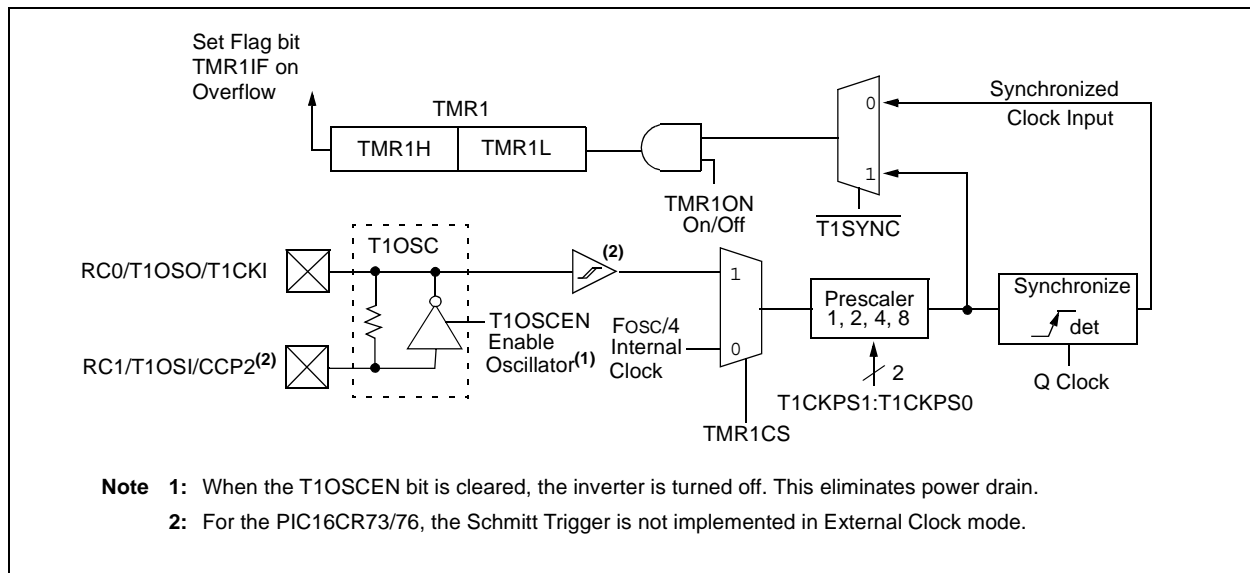 Set Flag bit
TMR1IF on
Overflow
TMR1
TMR1H
TMR1L
TMR1ON
On/Off
0
1
T1SYNC
Synchronized
Clock Input
T1OSC
RC0/T1OSO/T1CKI
RC1/T1OSI/CCP2(2)
T1OSCEN
Enable
Oscillator(1)
(2)
FOSC/4
Internal
Clock
1
0
TMR1CS
Prescaler
1, 2, 4, 8
2
T1CKPS1:T1CKPS0
Synchronize
det
Q Clock
Note 1: When the T1OSCEN bit is cleared, the inverter is turned off. This eliminates power drain.
2: For the PIC16CR73/76, the Schmitt Trigger is not implemented in External Clock mode.